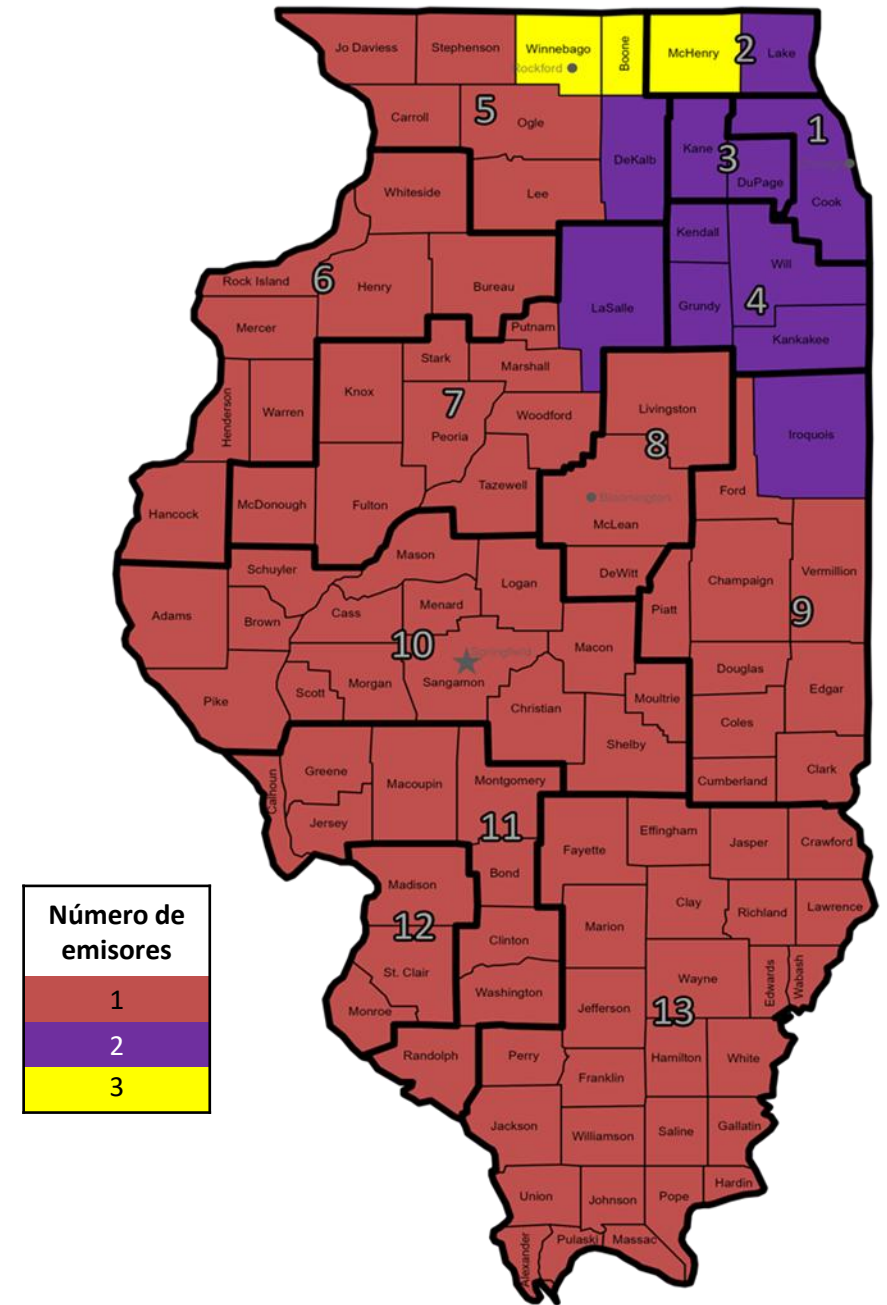 Jo Daviess
Stephenson
Winnebago
Boone
McHenry
2
Lake
Rockford
Carroll
5
Ogle
DeKalb
Kane
3
1
DuPage
Cook
Whiteside
Lee
Kendall
Will
Rock Island
6
Henry
Bureau
LaSalle
Grundy
4
Mercer
Putnam
Kankakee
Stark
Marshall
Henderson
Warren
Knox
7
Peoria
Woodford
Livingston
8
Iroquois
Hancock
McDonough
Fulton
Tazewell
Bloomington
McLean
Ford
Mason
Schuyler
Logan
DeWitt
Champaign
Vermillion
Adams
Brown
Cass
Menard
Piatt
9
10
Springfield
Macon
Pike
Scott
Morgan
Sangamon
Christian
Moultrie
Douglas
Edgar
Shelby
Coles
Calhoun
Greene
Macoupin
Montgomery
Cumberland
Clark
Jersey
11
Fayette
Effingham
Jasper
Crawford
Madison
Bond
Clay
Richland
Lawrence
12
Clinton
Marion
St. Clair
Washington
Wayne
Edwards
Wabash
Monroe
Jefferson
13
Randolph
Perry
Hamilton
White
Franklin
Jackson
Williamson
Saline
Gallatin
Union
Johnson
Pope
Hardin
Alexander
Pulaski
Massac
Número de
emisores
1
2
3